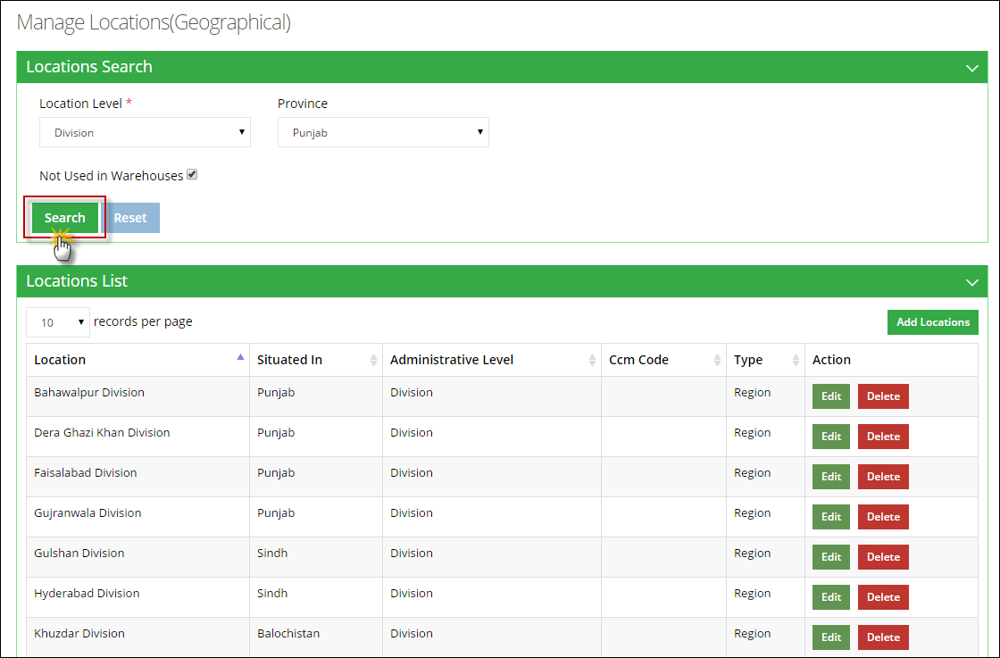 Manage Locations(Geographical)
Locations Search
Location Level * Province
Division Punjab
Not Used in Warehouses
Search Reset
Locations List
10 records per page Add Locations
Location Situated In Administrative Level Ccm Code Type Action
Bahawalpur Division Punjab Division Region Edit Delete
Dera Ghazi Khan Division Punjab Division Region Edit Delete
Faisalabad Division Punjab Division Region Edit Delete
Gujranwala Division Punjab Division Region Edit Delete
Gulshan Division Sindh Division Region Edit Delete
Hyderabad Division Sindh Division Region Edit Delete
Khuzdar Division Balochistan Division Region Edit Delete